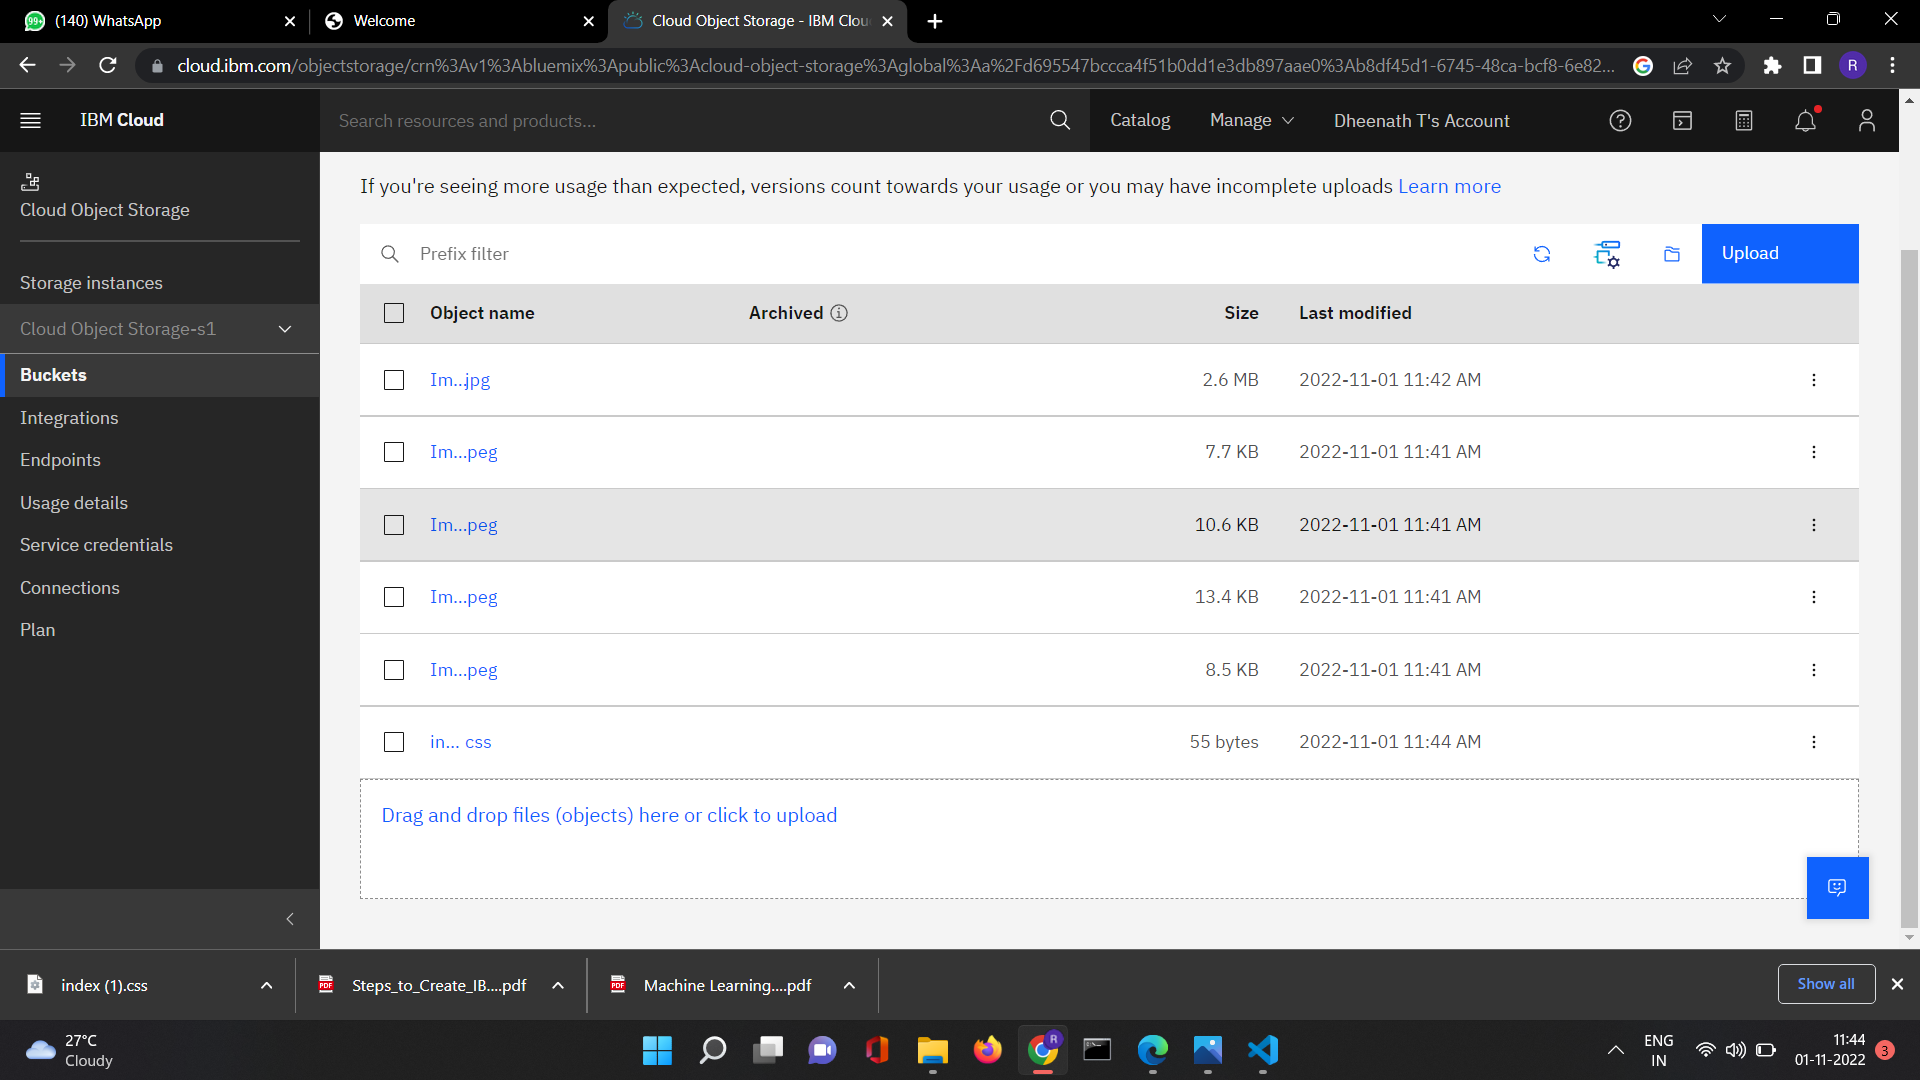 (140) WhatsApp
Welcome
Cloud Object Storage - IBM Clou
cloud.ibm.com/objectstorage/crn%3Av1%3Abluemix%3Apublic%3Acloud-object-storage%3Aglobal%3Aa%2Fd695547bccca4f51b0dd1e3db897aae0%3Ab8df45d1-6745-48ca-bcf8-6e82...
R
IBM Cloud
Search resources and products...
Catalog
Manage
Dheenath T's Account
Cloud Object Storage
Storage instances
Cloud Object Storage-s1
Buckets
Integrations
Endpoints
Usage details
Service credentials
Connections
Plan
If you're seeing more usage than expected, versions count towards your usage or you may have incomplete uploads Learn more
Prefix filter
Upload
Object name Archived Size Last modified
Im...jpg 2.6 MB 2022-11-01 11:42 AM
Im...peg 7.7 KB 2022-11-01 11:41 AM
Im...peg 10.6 KB 2022-11-01 11:41 AM
Im...peg 13.4 KB 2022-11-01 11:41 AM
Im...peg 8.5 KB 2022-11-01 11:41 AM
in... css 55 bytes 2022-11-01 11:44 AM
Drag and drop files (objects) here or click to upload
index (1).css
PDF
Steps_to_Create_IB....pdf
PDF
Machine Learning....pdf
Show all
27°C
Cloudy
R
ENG
IN
11:44
01-11-2022
3